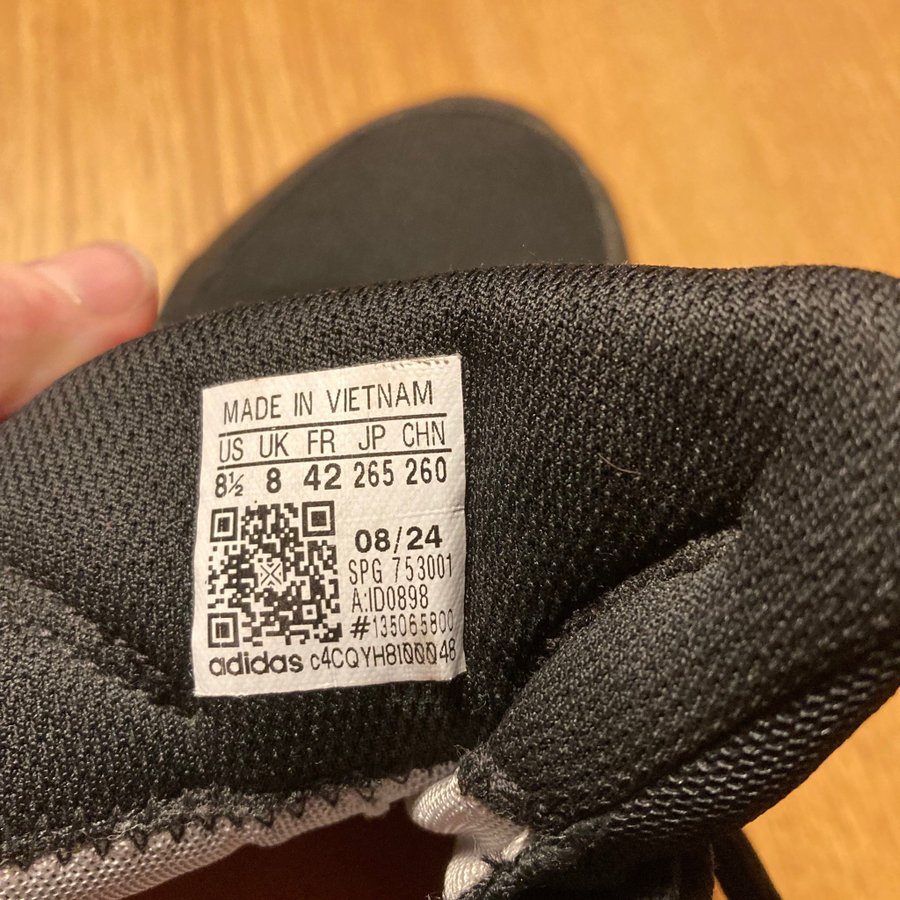 MADE IN VIETNAM
US UK FR JP CHN
8½ 8 42 265 260
08/24
SPG 753001
A:ID0898
#135065800
adidas